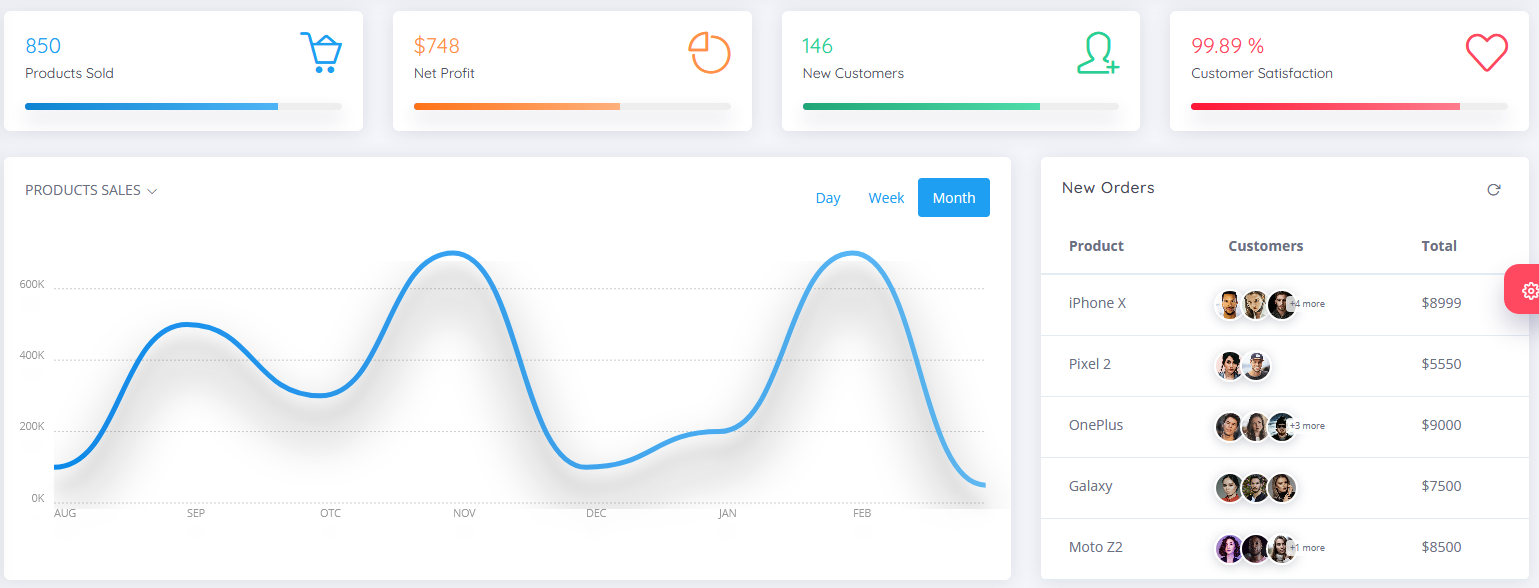 850
Products Sold
$748
Net Profit
146
New Customers
99.89 %
Customer Satisfaction
PRODUCTS SALES
Day Week Month
600K
400K
200K
0K
AUG SEP OTC NOV DEC JAN FEB
New Orders
Product Customers Total
iPhone X +4 more $8999
Pixel 2 $5550
OnePlus +3 more $9000
Galaxy $7500
Moto Z2 +1 more $8500